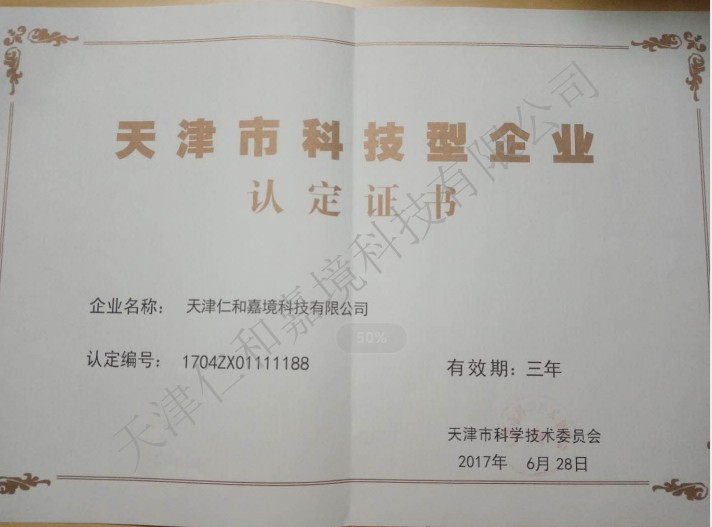 天津市科技型企业
认定证书
企业名称: 天津仁和嘉境科技有限公司
认定编号: 1704ZX01111188
有效期: 三年
天津市科学技术委员会
2017年 6月28日
天津仁和嘉境科技有限公司
50%